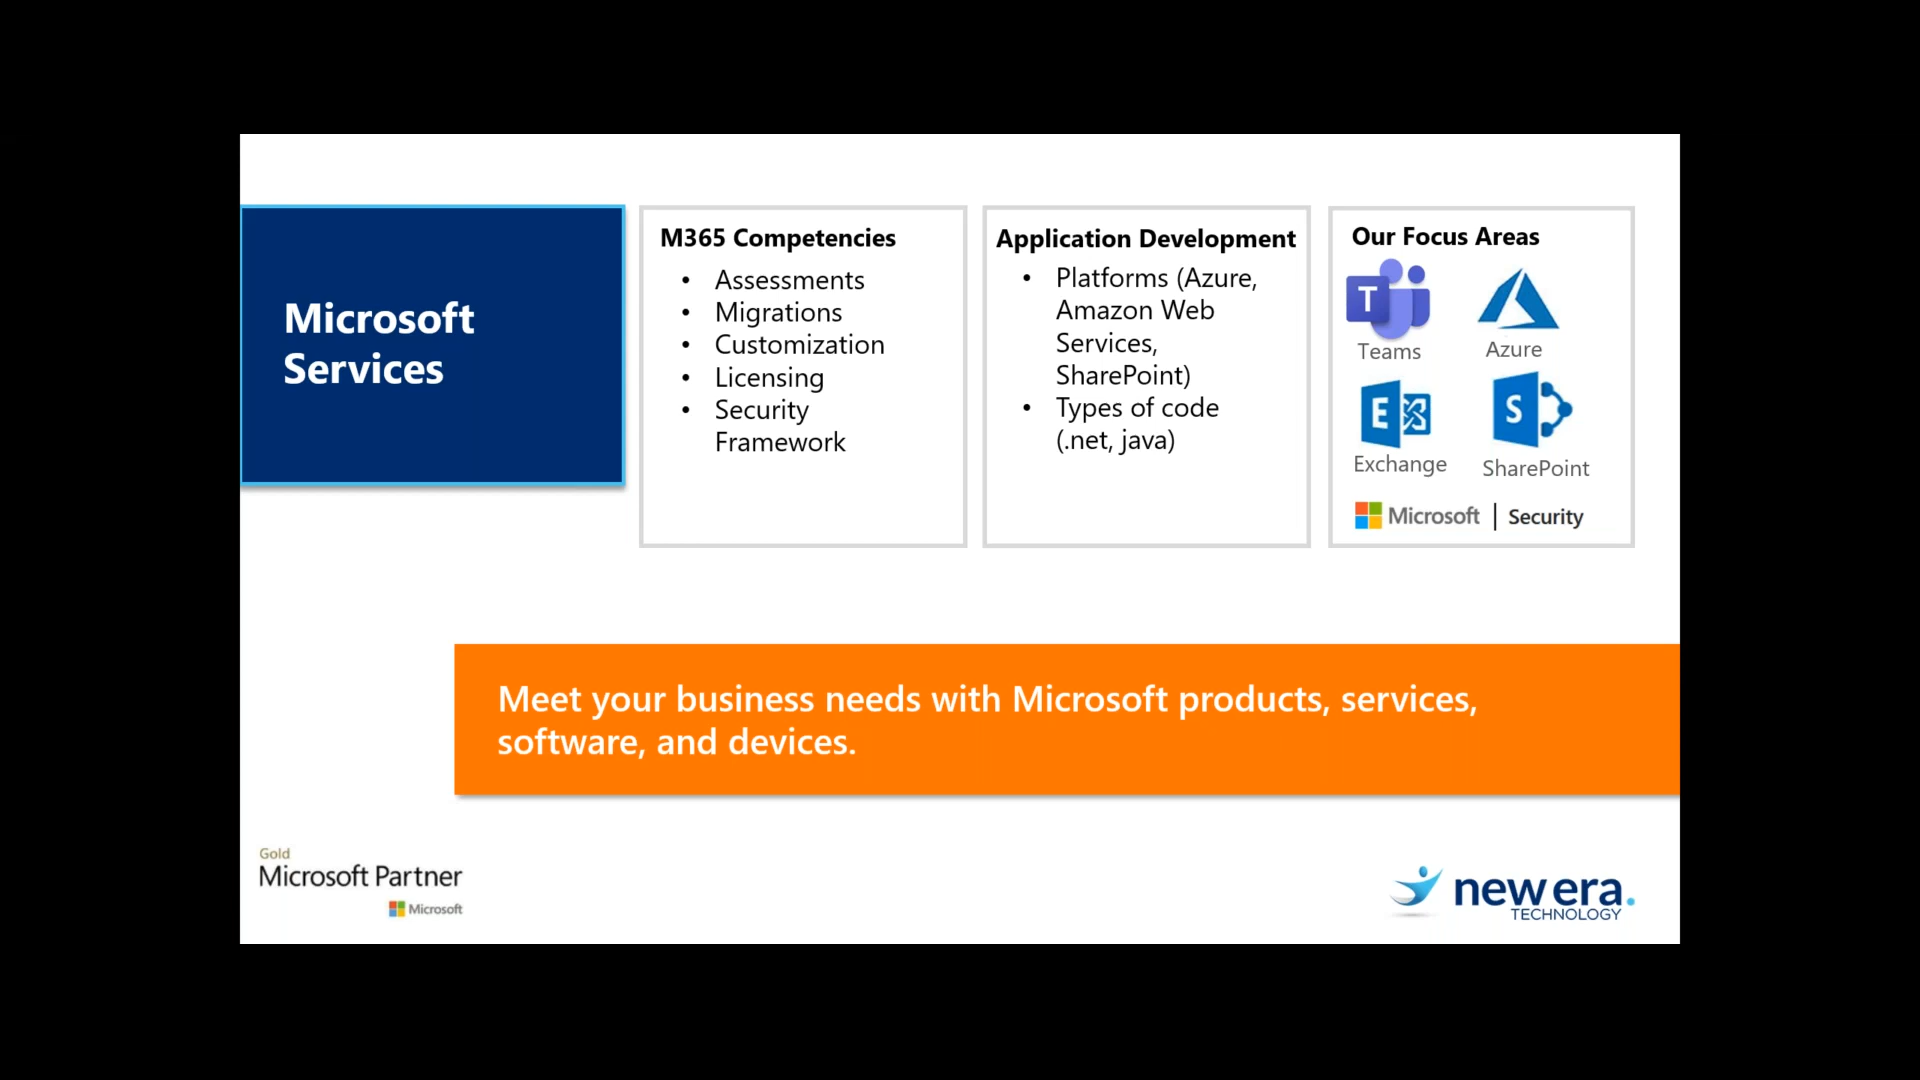 Microsoft
Services
M365 Competencies
• Assessments
• Migrations
• Customization
• Licensing
• Security
Framework
Application Development
• Platforms (Azure,
Amazon Web
Services,
SharePoint)
• Types of code
(.net, java)
Our Focus Areas
T
Teams
Azure
E
Exchange
S
SharePoint
Microsoft | Security
Meet your business needs with Microsoft products, services,
software, and devices.
Gold
Microsoft Partner
Microsoft
new era.
TECHNOLOGY